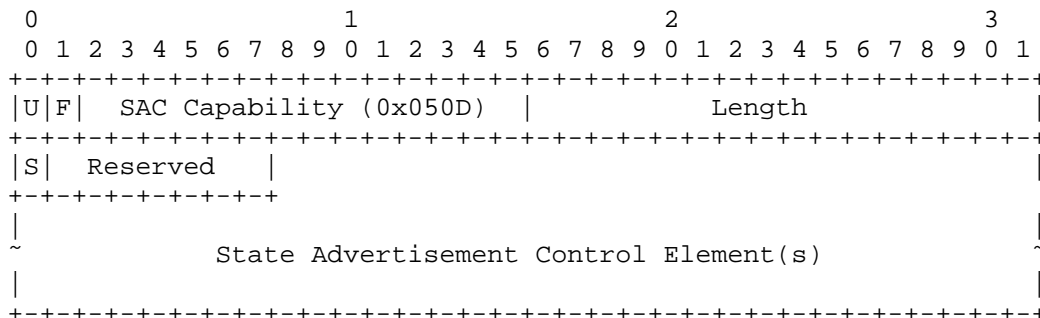 0                   1                   2                   3
 0 1 2 3 4 5 6 7 8 9 0 1 2 3 4 5 6 7 8 9 0 1 2 3 4 5 6 7 8 9 0 1
+-+-+-+-+-+-+-+-+-+-+-+-+-+-+-+-+-+-+-+-+-+-+-+-+-+-+-+-+-+-+-+-+
|U|F|  SAC Capability (0x050D)  |           Length              |
+-+-+-+-+-+-+-+-+-+-+-+-+-+-+-+-+-+-+-+-+-+-+-+-+-+-+-+-+-+-+-+-+
|S|  Reserved   |                                               |
+-+-+-+-+-+-+-+-+
|                                                               |
~            State Advertisement Control Element(s)             ~
|                                                               |
+-+-+-+-+-+-+-+-+-+-+-+-+-+-+-+-+-+-+-+-+-+-+-+-+-+-+-+-+-+-+-+-+